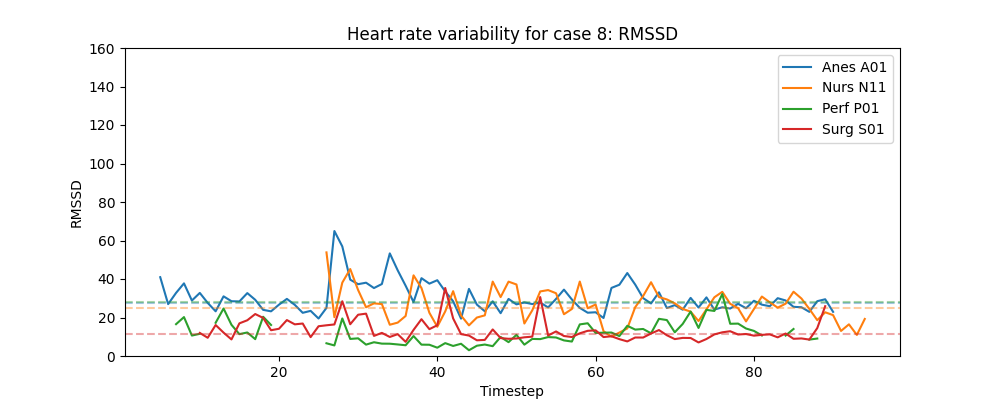 Heart rate variability for case 8: RMSSD
160
140
120
100
80
60
40
20
0
RMSSD
Anes A01
Nurs N11
Perf P01
Surg S01
20
40
60
80
Timestep